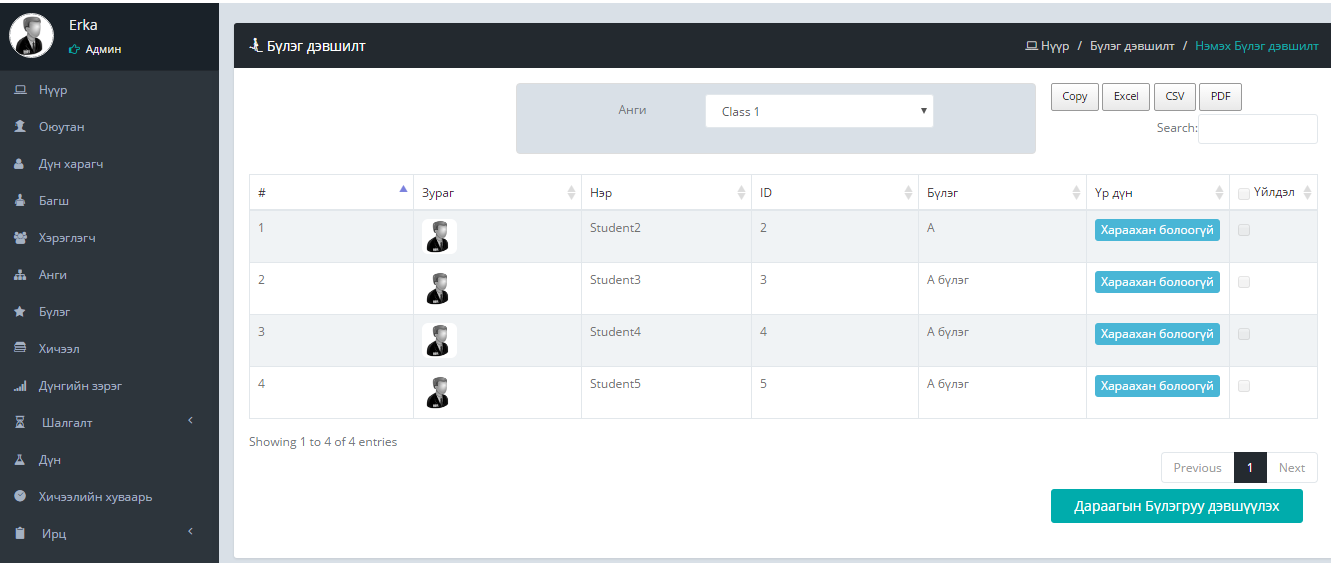 Erka
Админ
Нүүр
Оюутан
Дүн харагч
Багш
Хэрэглэгч
Анги
Бүлэг
Хичээл
Дүнгийн зэрэг
Шалгалт
Дүн
Хичээлийн хуваарь
Ирц
Бүлэг дэвшилт
Нүүр / Бүлэг дэвшилт / Нэмэх Бүлэг дэвшилт
Анги Class 1
Copy Excel CSV PDF
Search:
# Зураг Нэр ID Бүлэг Үр дүн Үйлдэл
1 Student2 2 A Хараахан болоогүй
2 Student3 3 А бүлэг Хараахан болоогүй
3 Student4 4 А бүлэг Хараахан болоогүй
4 Student5 5 А бүлэг Хараахан болоогүй
Showing 1 to 4 of 4 entries
Previous 1 Next
Дараагын Бүлэгруу дэвшүүлэх